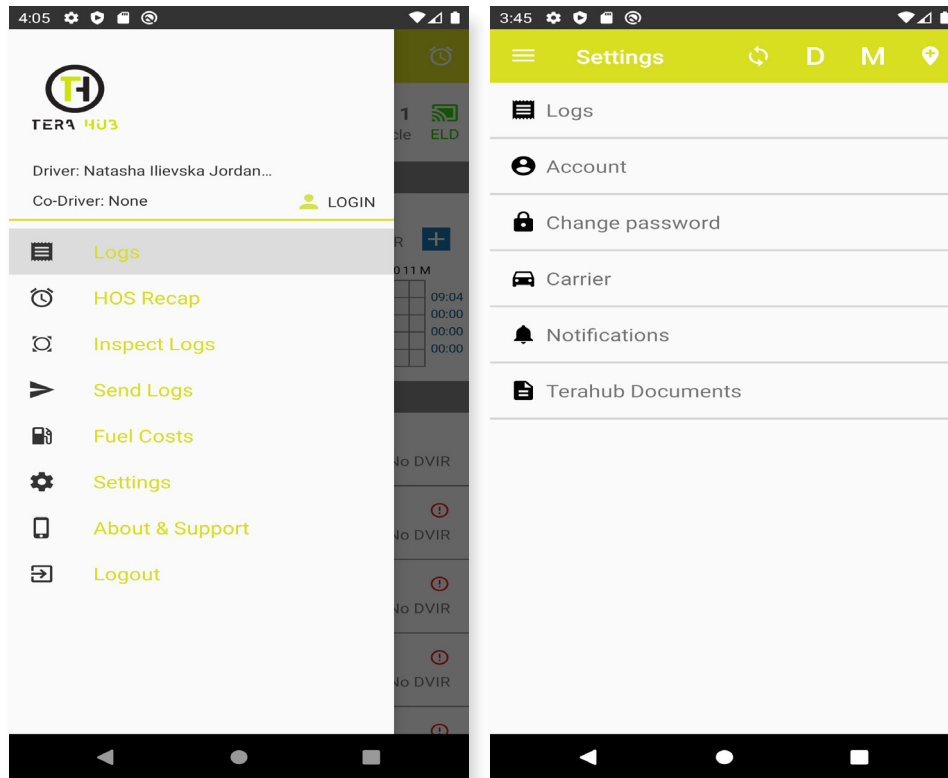 4:05
TERA HUB
Driver: Natasha Ilievska Jordan...
Co-Driver: None
LOGIN
Logs
HOS Recap
Inspect Logs
Send Logs
Fuel Costs
Settings
About & Support
Logout
1
cle ELD
R
011 M
09:04
00:00
00:00
00:00
No DVIR
No DVIR
No DVIR
No DVIR
3:45
Settings D M
Logs
Account
Change password
Carrier
Notifications
Terahub Documents